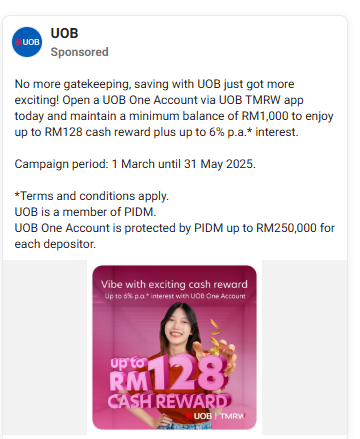 UOB
UOB
Sponsored
No more gatekeeping, saving with UOB just got more
exciting! Open a UOB One Account via UOB TMRW app
today and maintain a minimum balance of RM1,000 to enjoy
up to RM128 cash reward plus up to 6% p.a.* interest.
Campaign period: 1 March until 31 May 2025.
*Terms and conditions apply.
UOB is a member of PIDM.
UOB One Account is protected by PIDM up to RM250,000 for
each depositor.
Vibe with exciting cash reward
Up to 6% p.a.* interest with UOB One Account
up to
RM128
CASH REWARD
UOB | TMRW